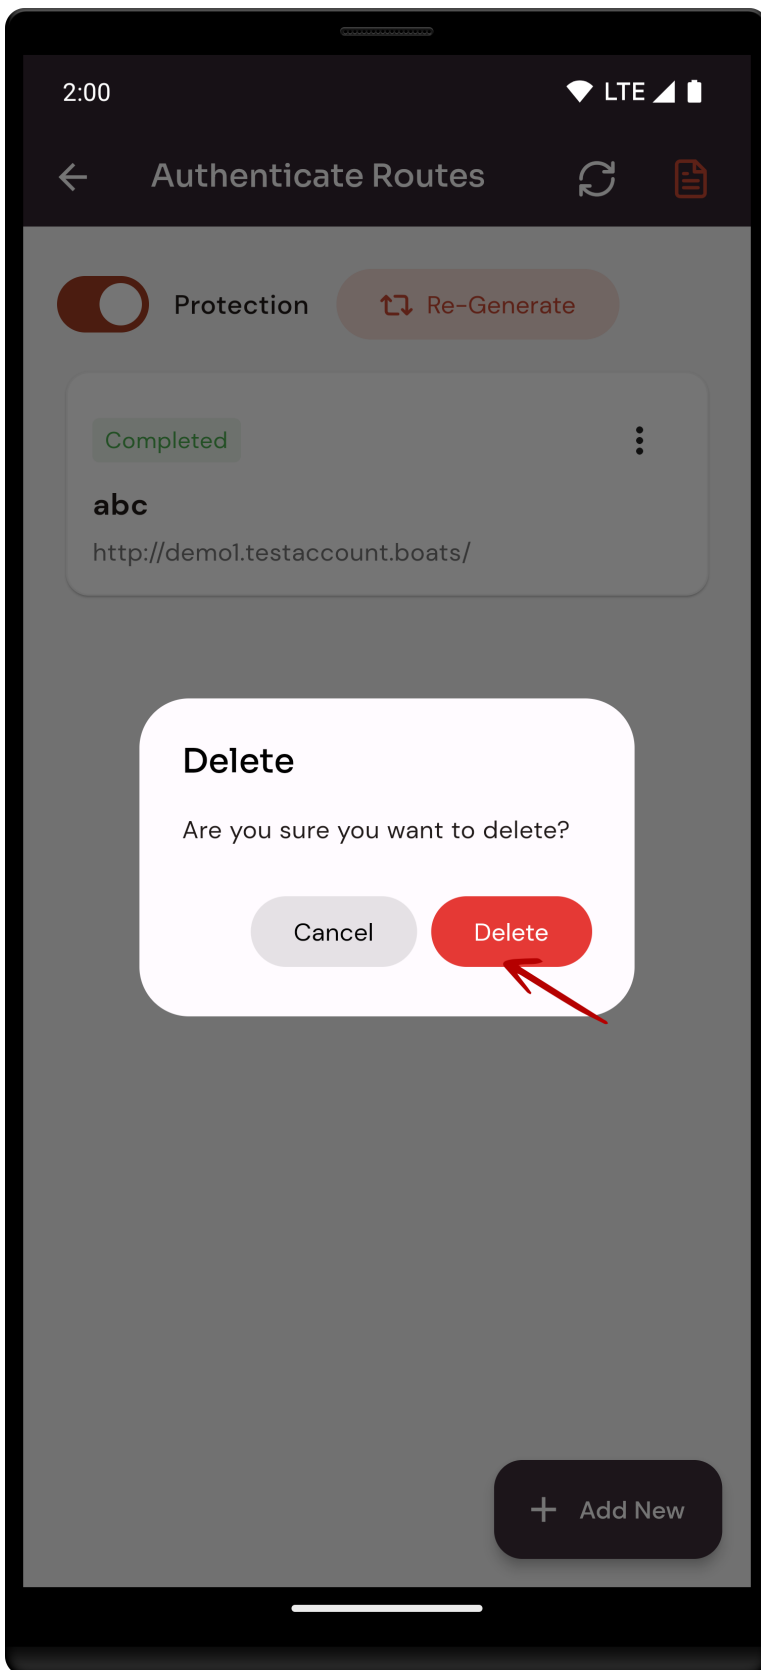 2:00 LTE
Authenticate Routes
Protection Re-Generate
Completed
abc
http://demo1.testaccount.boats/
Delete
Are you sure you want to delete?
Cancel Delete
Add New